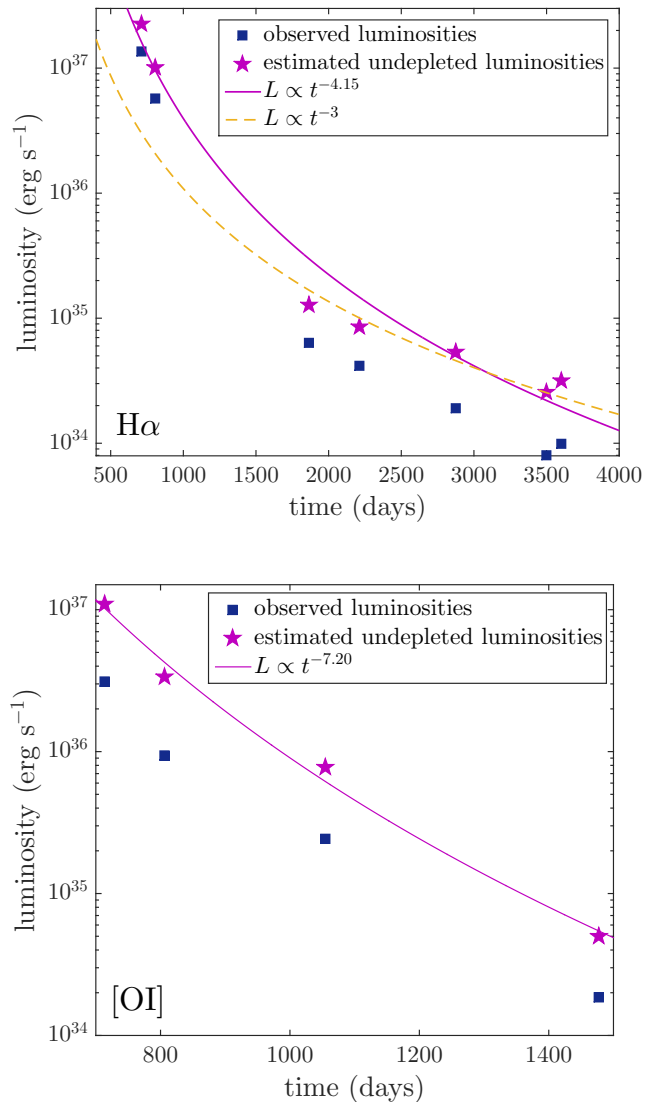 observed luminosities
estimated undepleted luminosities
L ∝ t^{-4.15}
L ∝ t^{-3}
luminosity (erg s^{-1})
10^{37}
10^{36}
10^{35}
10^{34}
Hα
500 1000 1500 2000 2500 3000 3500 4000
time (days)
observed luminosities
estimated undepleted luminosities
L ∝ t^{-7.20}
luminosity (erg s^{-1})
10^{37}
10^{36}
10^{35}
10^{34}
[OI]
800 1000 1200 1400
time (days)